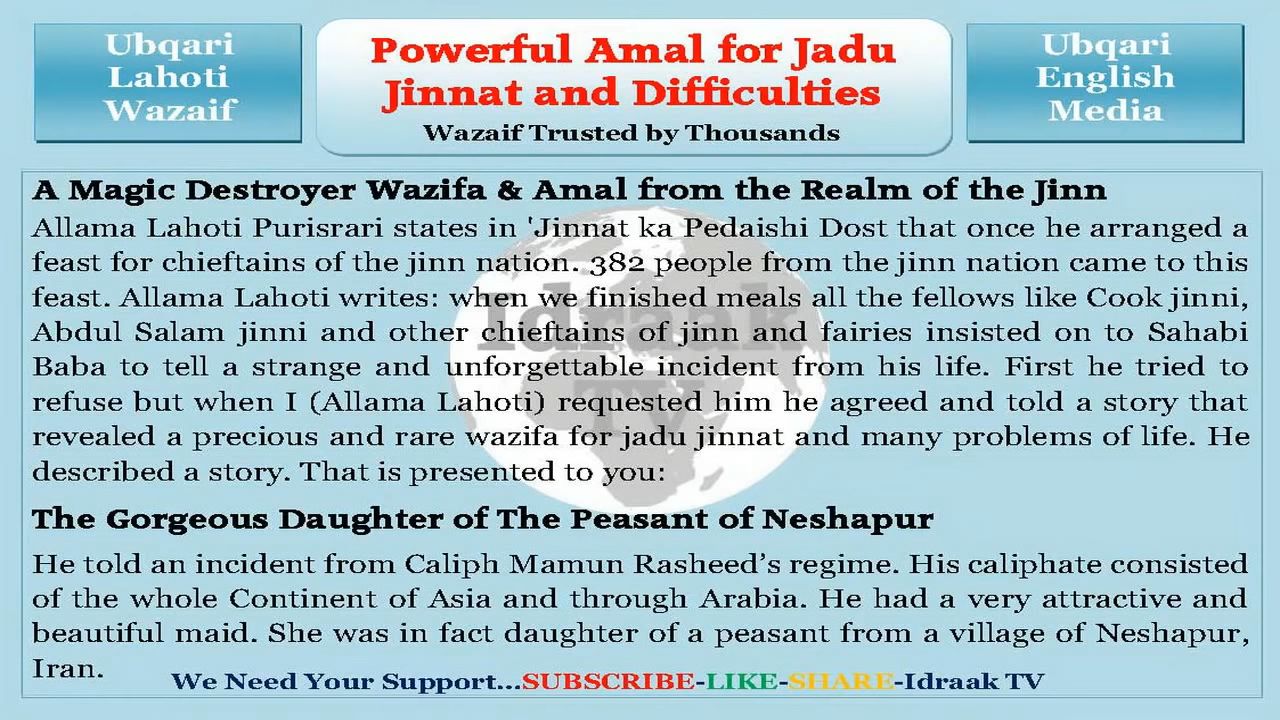 Ubqari
Lahoti
Wazaif
Powerful Amal for Jadu
Jinnat and Difficulties
Wazaif Trusted by Thousands
Ubqari
English
Media
A Magic Destroyer Wazifa & Amal from the Realm of the Jinn
Allama Lahoti Purisrari states in 'Jinnat ka Pedaishi Dost that once he arranged a
feast for chieftains of the jinn nation. 382 people from the jinn nation came to this
feast. Allama Lahoti writes: when we finished meals all the fellows like Cook jinni,
Abdul Salam jinni and other chieftains of jinn and fairies insisted on to Sahabi
Baba to tell a strange and unforgettable incident from his life. First he tried to
refuse but when I (Allama Lahoti) requested him he agreed and told a story that
revealed a precious and rare wazifa for jadu jinnat and many problems of life. He
described a story. That is presented to you:
Idraak
TV
The Gorgeous Daughter of The Peasant of Neshapur
He told an incident from Caliph Mamun Rasheed’s regime. His caliphate consisted
of the whole Continent of Asia and through Arabia. He had a very attractive and
beautiful maid. She was in fact daughter of a peasant from a village of Neshapur,
Iran.
We Need Your Support...SUBSCRIBE-LIKE-SHARE-Idraak TV